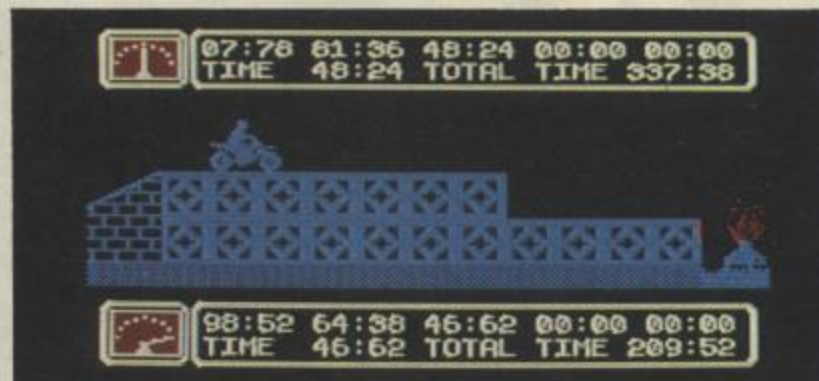 07:78 81:36 48:24 00:00 00:00
TIME 48:24 TOTAL TIME 337:38
98:52 64:38 46:62 00:00 00:00
TIME 46:62 TOTAL TIME 209:52